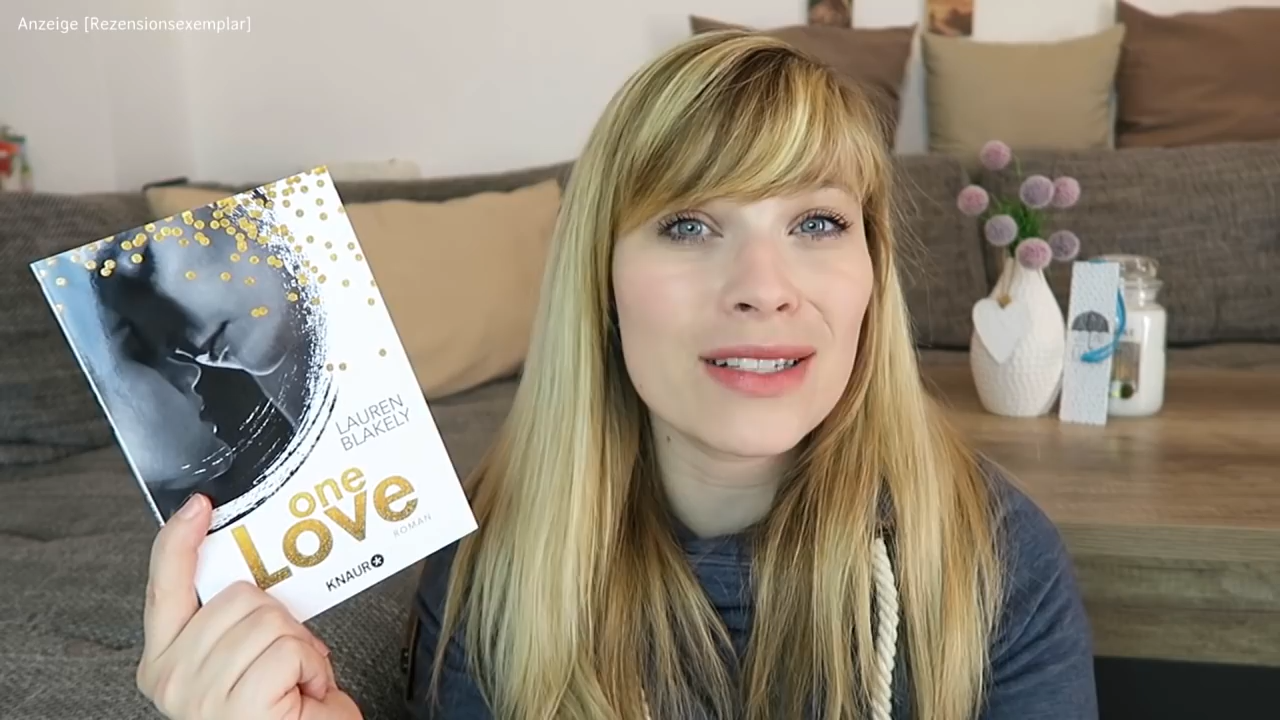 Anzeige [Rezensionsexemplar]
LAUREN
BLAKELY
one
Love
ROMAN
KNAUR